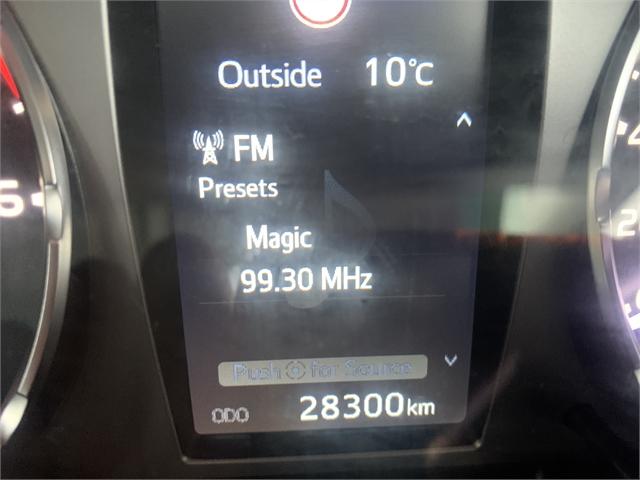 Outside 10°C
FM
Presets
Magic
99.30 MHz
Push for Source
ODO 28300km